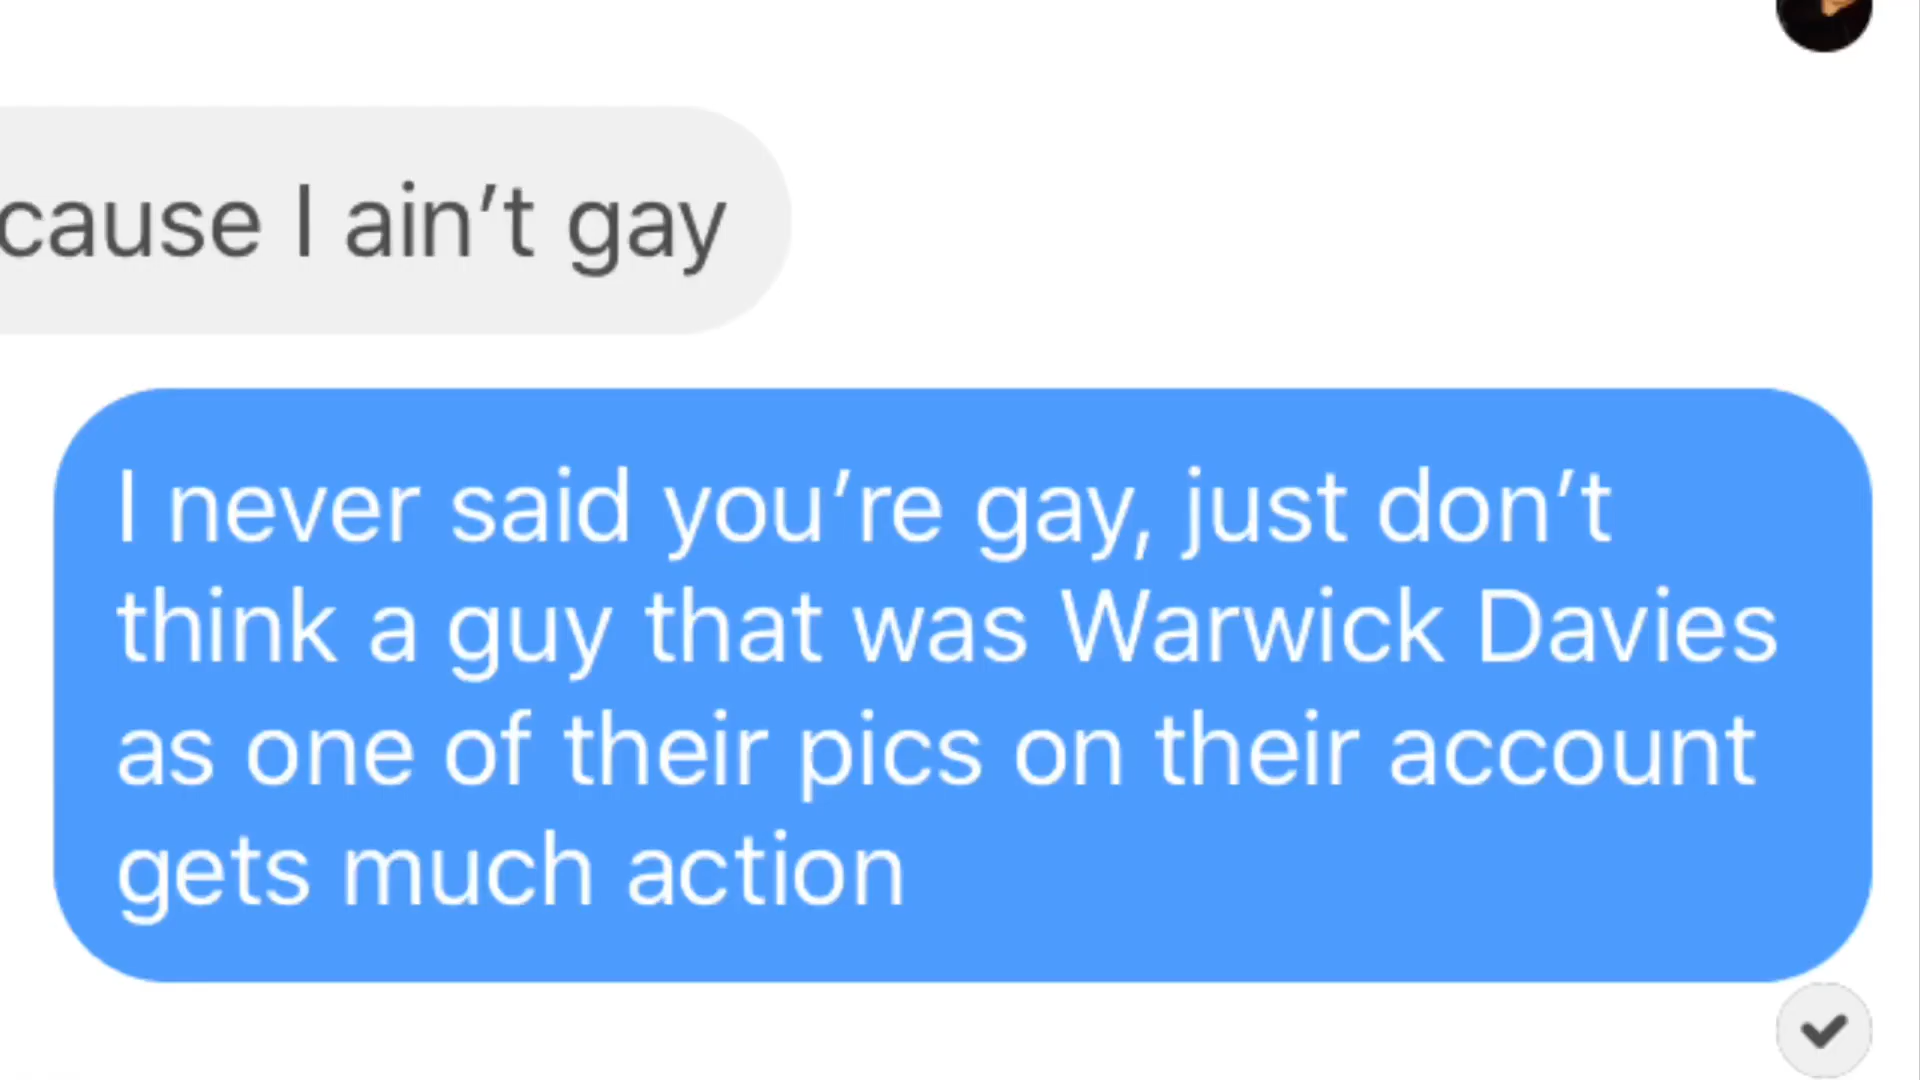 cause I ain’t gay
I never said you’re gay, just don’t
think a guy that was Warwick Davies
as one of their pics on their account
gets much action